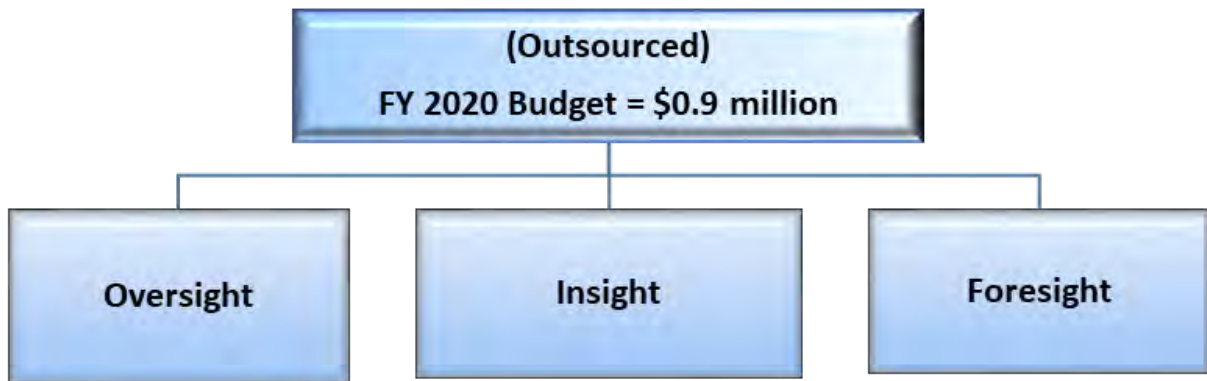 (Outsourced)
FY 2020 Budget = $0.9 million
Oversight
Insight
Foresight